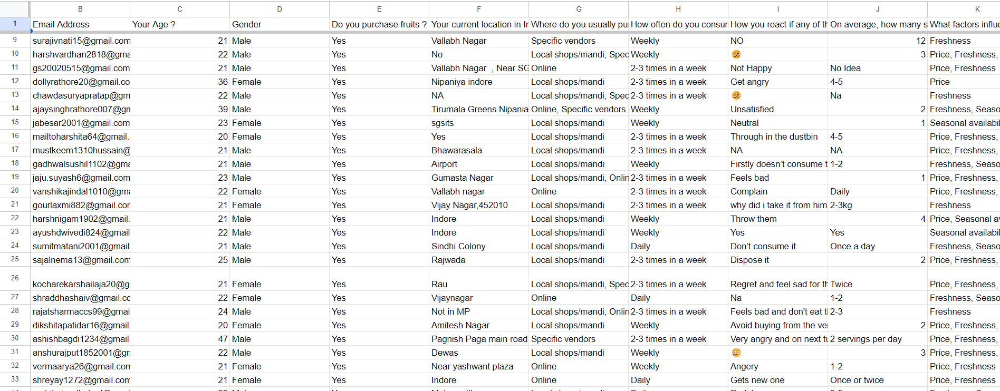 B C D E F G H I J K
1 Email Address Your Age ? Gender Do you purchase fruits ? Your current location in Ir Where do you usually pu How often do you consun How you react if any of th On average, how many s What factors influe
9 surajivnati15@gmail.com 21 Male Yes Vallabh Nagar Specific vendors Weekly NO 12 Freshness
10 harshvardhan2818@gma 22 Male Yes No Local shops/mandi, Spec Weekly 🥴 3 Price, Freshness,
11 gs20020515@gmail.com 21 Male Yes Vallabh Nagar , Near SG Online 2-3 times in a week Not Happy No Idea Price, Freshness
12 dollyrathore20@gmail.co 36 Female Yes Nipaniya indore Local shops/mandi 2-3 times in a week Get angry 4-5 Price
13 chawdasuryapratap@gm 22 Male Yes NA Local shops/mandi, Spec 2-3 times in a week 🥴 Na Freshness
14 ajaysinghrathore007@gn 39 Male Yes Tirumala Greens Nipania Online, Specific vendors Weekly Unsatisfied 2 Freshness, Seaso
15 jabesar2001@gmail.com 23 Female Yes sgsits Local shops/mandi Weekly Neutral 1 Seasonal availabil
16 mailtoharshita64@gmail. 20 Female Yes Yes Local shops/mandi 2-3 times in a week Through in the dustbin 4-5 Price, Freshness,
17 mustkeem1310hussain@ 21 Male Yes Bhawarasala Local shops/mandi 2-3 times in a week NA NA Price, Freshness,
18 gadhwalsushil1102@gma 21 Male Yes Airport Local shops/mandi Weekly Firstly doesn’t consume t 1-2 Freshness, Seaso
19 jaju.suyash6@gmail.com 23 Male Yes Gumasta Nagar Local shops/mandi, Onlin 2-3 times in a week Feels bad 1 Price, Freshness,
20 vanshikajindal1010@gma 22 Female Yes Vallabh nagar Online 2-3 times in a week Complain Daily Price, Freshness,
21 gourlaxmi882@gmail.cor 21 Female Yes Vijay Nagar,452010 Local shops/mandi 2-3 times in a week why did i take it from him 2-3kg Freshness
22 harshnigam1902@gmail. 21 Male Yes Indore Local shops/mandi Weekly Throw them 4 Price, Seasonal av
23 ayushdwivedi824@gmail 22 Male Yes Indore Local shops/mandi Weekly Yes Yes Seasonal availabil
24 sumitmatani2001@gmail 21 Male Yes Sindhi Colony Local shops/mandi Daily Don’t consume it Once a day Freshness, Seaso
25 sajalnema13@gmail.com 25 Male Yes Rajwada Local shops/mandi 2-3 times in a week Dispose it 2 Price, Freshness,
26 kocharekarshailaja20@g 21 Female Yes Rau Local shops/mandi, Spec 2-3 times in a week Regret and feel sad for th Twice Price, Freshness,
27 shraddhashaiv@gmail.cc 22 Female Yes Vijaynagar Online Daily Na 1-2 Freshness, Seaso
28 rajatsharmaccs99@gmai 24 Male Yes Not in MP Local shops/mandi, Onlin 2-3 times in a week Feels bad and don't eat tl 2-3 Freshness
29 dikshitapatidar16@gmail. 20 Female Yes Amitesh Nagar Local shops/mandi Weekly Avoid buying from the ve 2 Price, Freshness,
30 ashishbagdi1234@gmail. 47 Male Yes Pagnish Paga main road Specific vendors 2-3 times in a week Very angry and on next tu 2 servings per day Price, Freshness,
31 anshurajput1852001@gn 22 Male Yes Dewas Local shops/mandi Weekly 😢 3 Price, Freshness,
32 vermaarya26@gmail.com 21 Female Yes Near yashwant plaza Online Weekly Angery 1-2 Price, Freshness
33 shreyay1272@gmail.com 21 Female Yes Indore Online Daily Gets new one Once or twice Price, Freshness